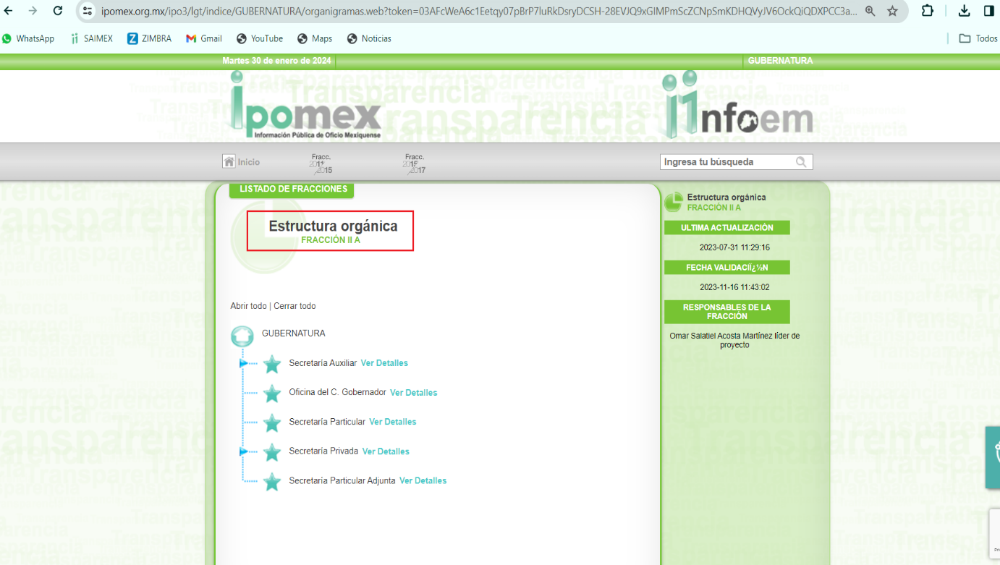 ipomex.org.mx/ipo3/lgt/indice/GUBERNATURA/organigramas.web?token=03AFcWeA6c1Eetqy07pBrP7luRkDsryDCSH-28EVJQ9xGIMPmScZCNpSmKDHQVyJV6OckQiQDXPCC3a...
WhatsApp SAIMEX ZIMBRA Gmail YouTube Maps Noticias Todos
Martes 30 de enero de 2024 GUBERNATURA
ipomex
Información Pública de Oficio Mexiquense
infoem
Inicio
Fracc.
2011
2015
Fracc.
2017
Ingresa tu búsqueda
LISTADO DE FRACCIONES
Estructura orgánica
FRACCIÓN II A
Abrir todo | Cerrar todo
GUBERNATURA
Secretaría Auxiliar Ver Detalles
Oficina del C. Gobernador Ver Detalles
Secretaría Particular Ver Detalles
Secretaría Privada Ver Detalles
Secretaría Particular Adjunta Ver Detalles
Estructura orgánica
FRACCIÓN II A
ULTIMA ACTUALIZACIÓN
2023-07-31 11:29:16
FECHA VALIDACIÏ¿½N
2023-11-16 11:43:02
RESPONSABLES DE LA
FRACCIÓN
Omar Salatiel Acosta Martínez líder de
proyecto